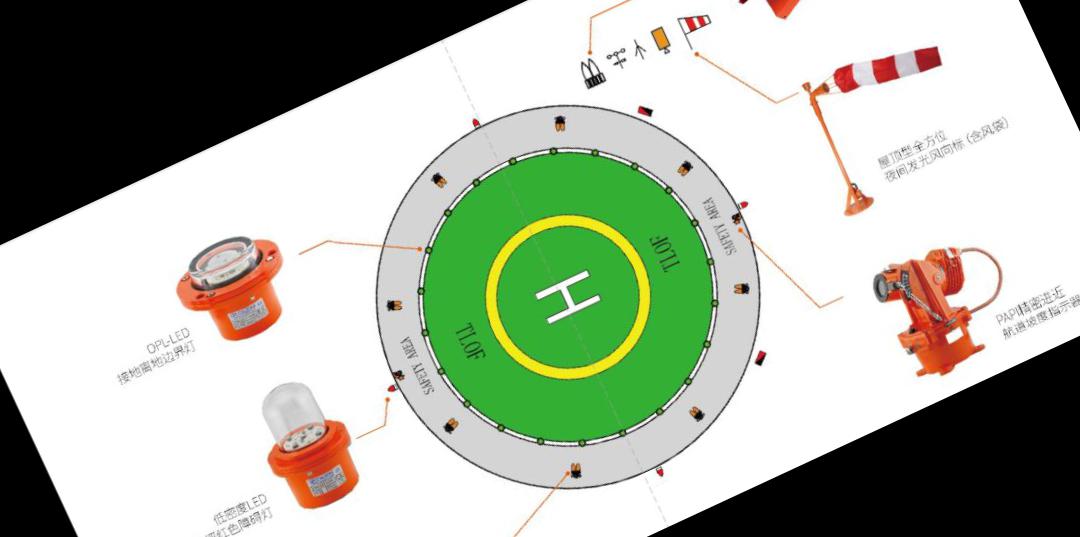 屋顶型全方位
夜间发光风向标 (含风袋)
SAFETY AREA
TLOF
H
TLOF
SAFETY AREA
OPL-LED
接地离地边界灯
PAPI精密进近
航道坡度指示器
低密度LED
红色障碍灯